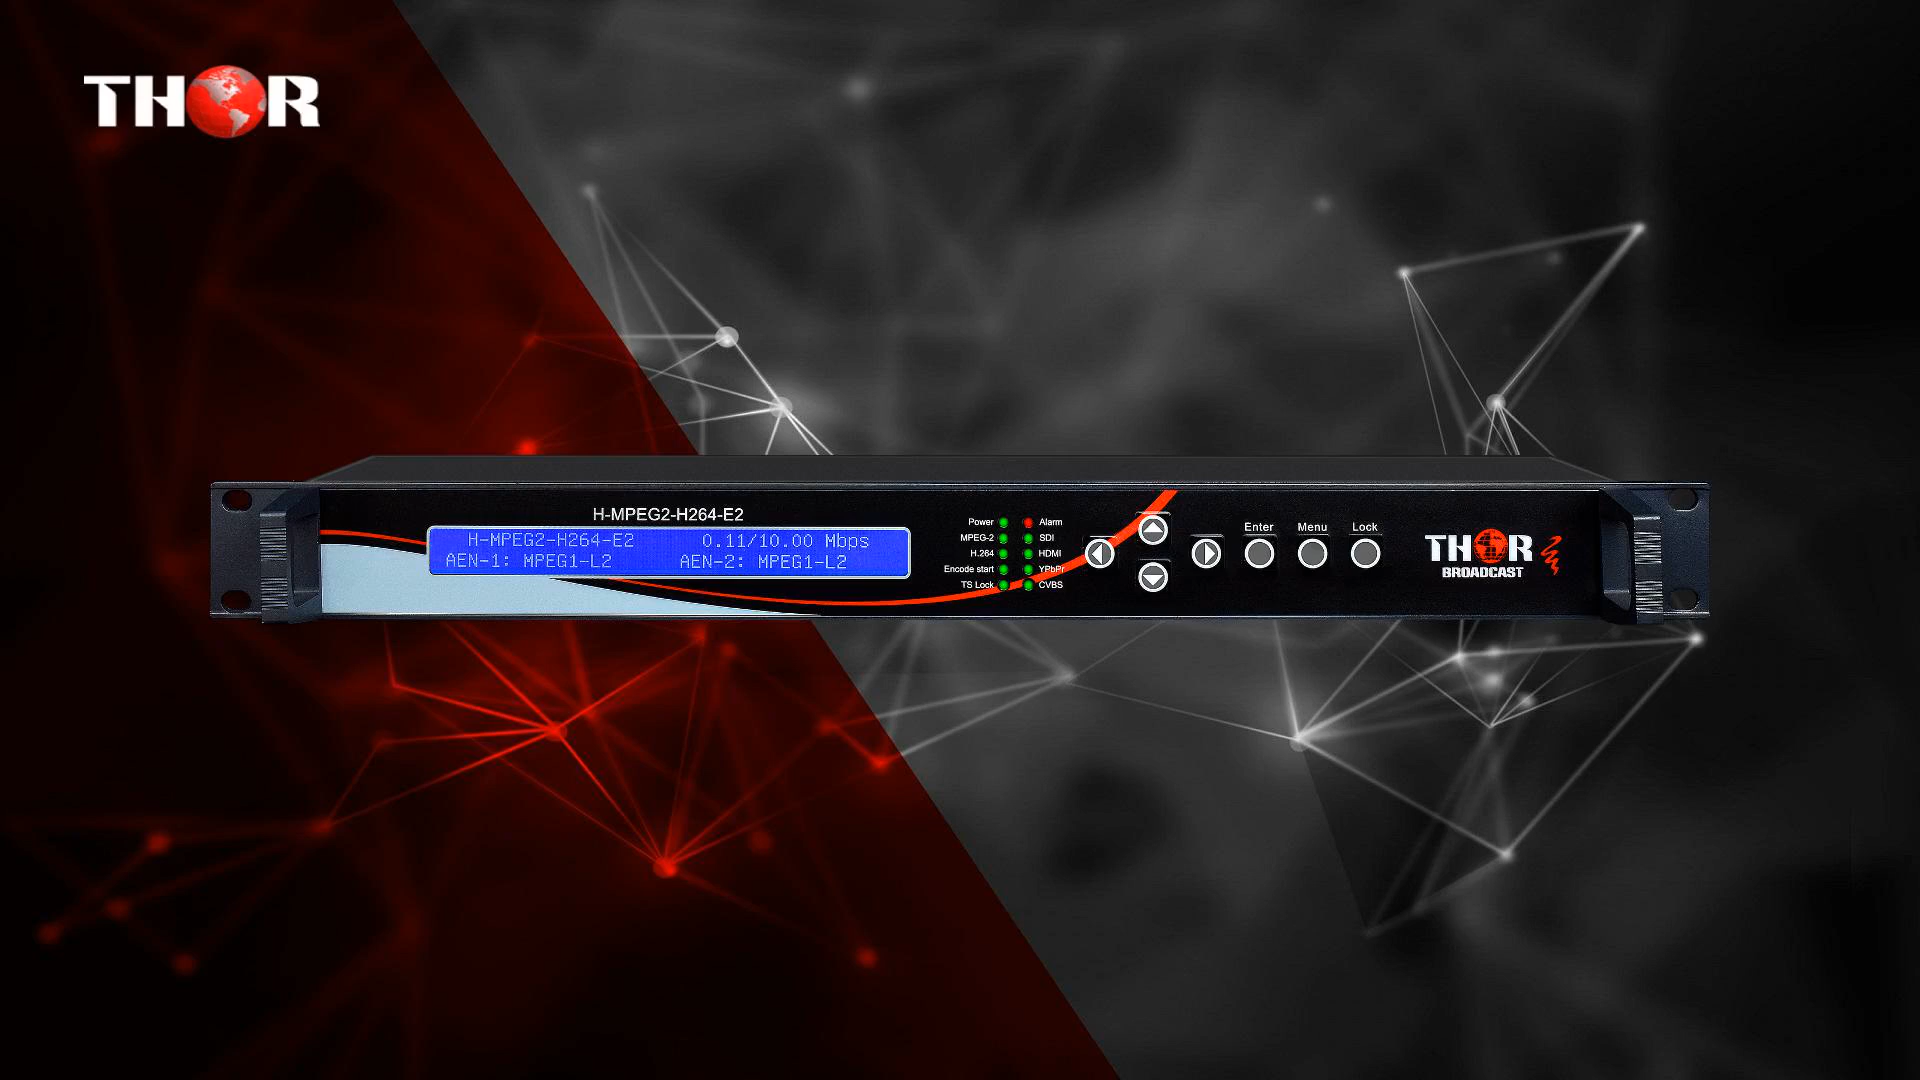 THOR
H-MPEG2-H264-E2
H-MPEG2-H264-E2 0.11/10.00 Mbps
AEN-1: MPEG1-L2 AEN-2: MPEG1-L2
Power Alarm
MPEG-2 SDI
H.264 HDMI
Encode start YPbPr
TS Lock CVBS
Enter Menu Lock
THOR
BROADCAST